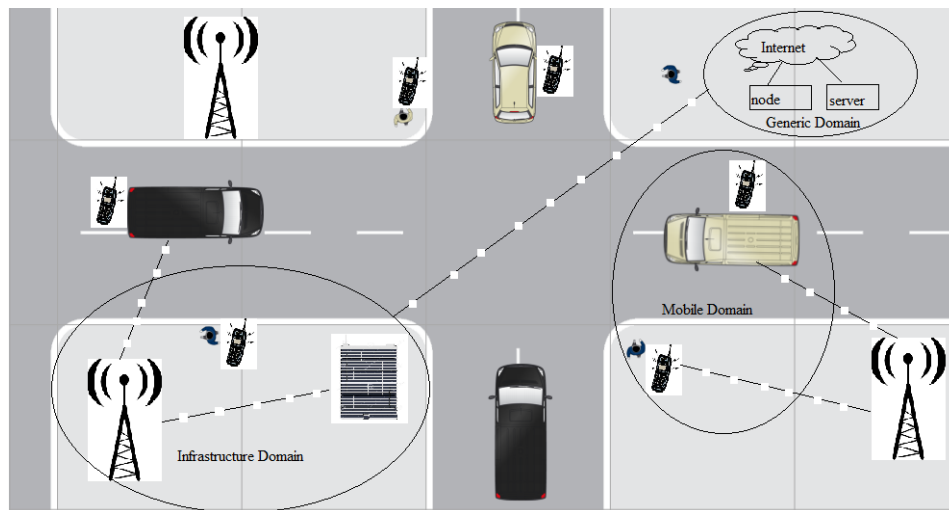 Internet
node
server
Generic Domain
Mobile Domain
Infrastructure Domain